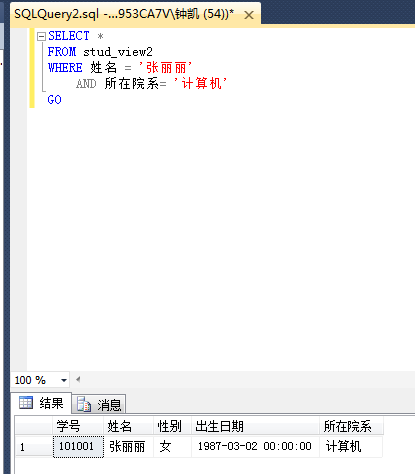 SQLQuery2.sql -...953CA7V\钟凯 (54))*
SELECT *
FROM stud_view2
WHERE 姓名 = '张丽丽'
AND 所在院系= '计算机'
GO
100 %
结果 消息
学号 姓名 性别 出生日期 所在院系
1 101001 张丽丽 女 1987-03-02 00:00:00 计算机